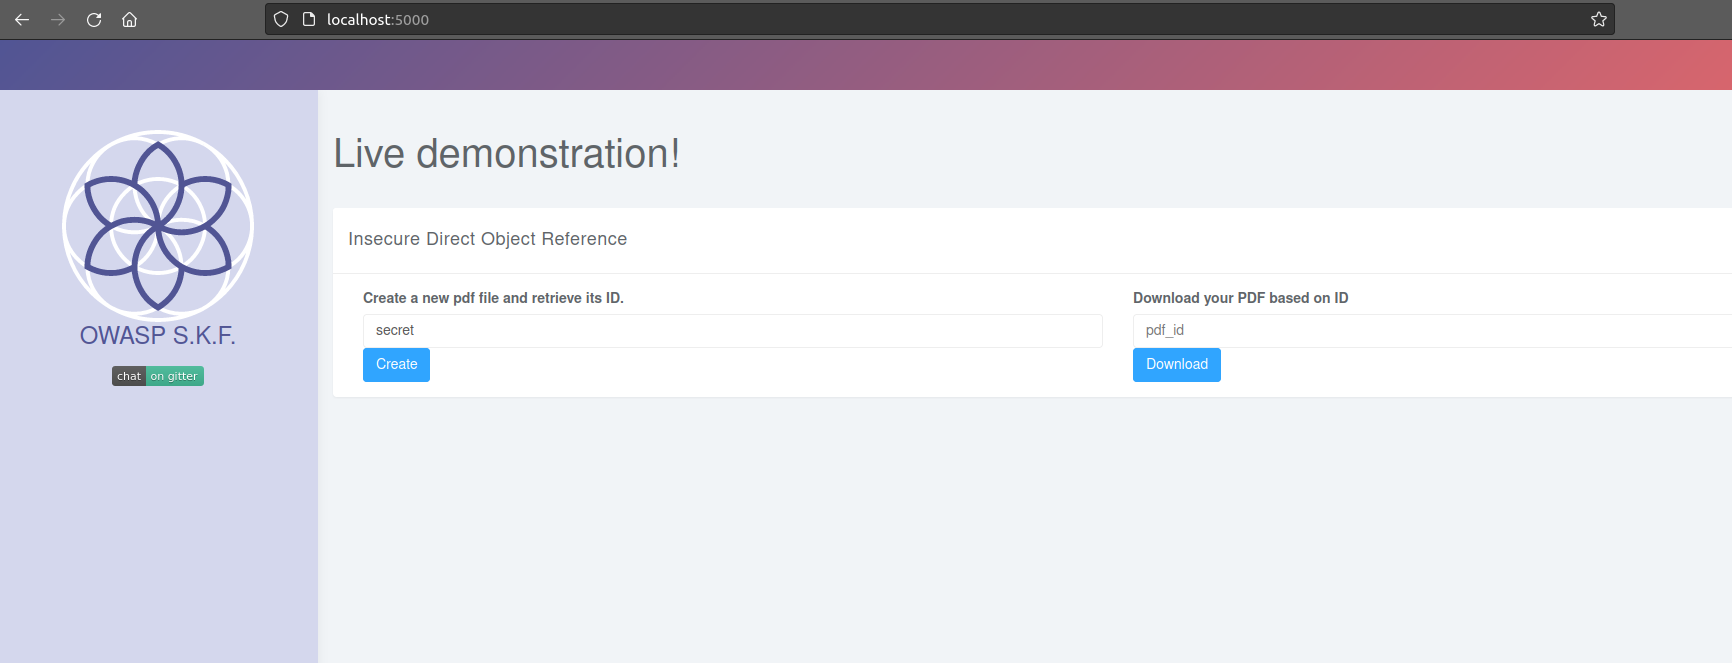 localhost:5000
OWASP S.K.F.
chat on gitter
Live demonstration!
Insecure Direct Object Reference
Create a new pdf file and retrieve its ID.
secret
Create
Download your PDF based on ID
pdf_id
Download